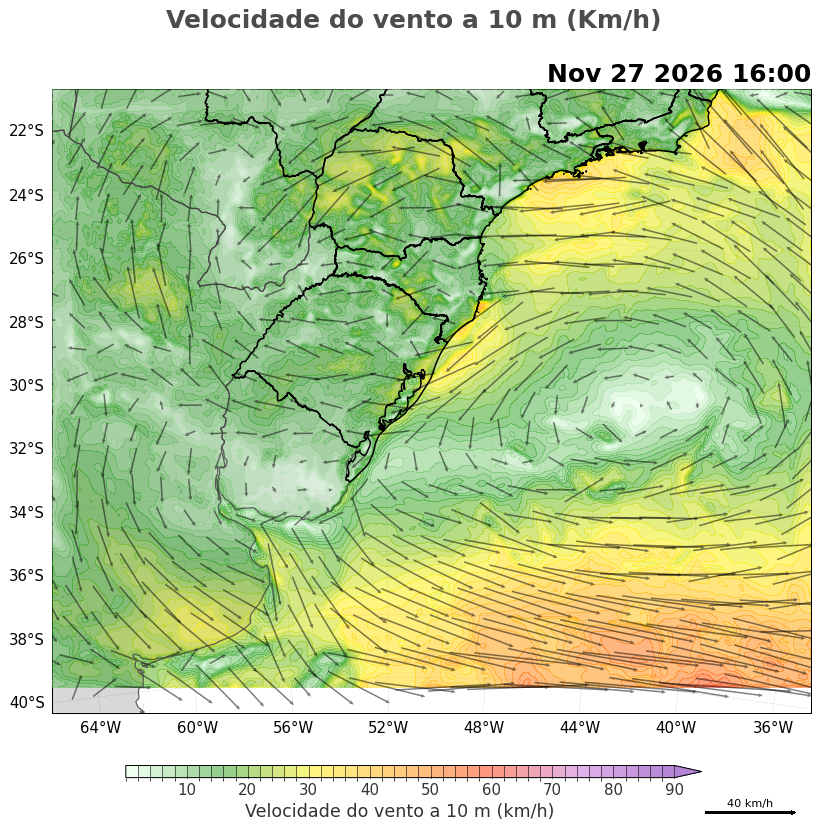 Velocidade do vento a 10 m (Km/h)
Nov 27 2026 16:00
22°S
24°S
26°S
28°S
30°S
32°S
34°S
36°S
38°S
40°S
64°W 60°W 56°W 52°W 48°W 44°W 40°W 36°W
10 20 30 40 50 60 70 80 90
Velocidade do vento a 10 m (km/h)
40 km/h